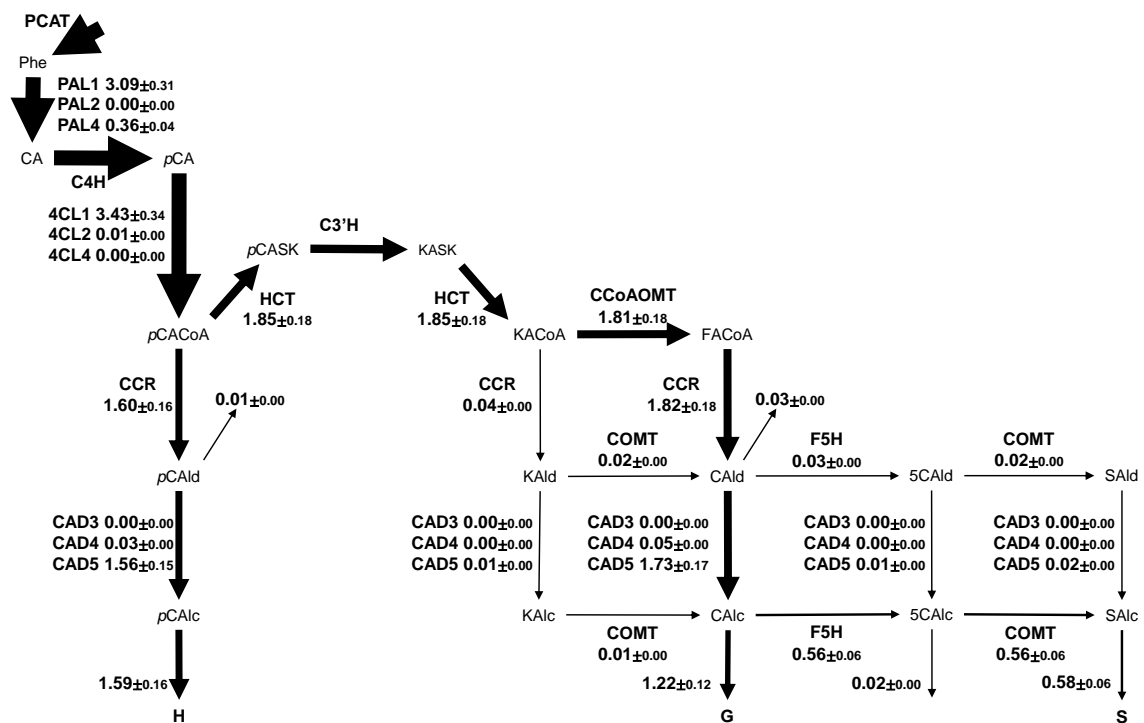 PCAT
Phe
PAL1 3.09±0.31
PAL2 0.00±0.00
PAL4 0.36±0.04
CA
pCA
C4H
4CL1 3.43±0.34
4CL2 0.01±0.00
4CL4 0.00±0.00
C3’H
pCASK
KASK
HCT
1.85±0.18
HCT
1.85±0.18
CCoAOMT
1.81±0.18
pCACoA
KACoA
FACoA
CCR
1.60±0.16
0.01±0.00
CCR
0.04±0.00
CCR
1.82±0.18
0.03±0.00
COMT
0.02±0.00
F5H
0.03±0.00
COMT
0.02±0.00
pCAld
KAld
CAld
5CAld
SAld
CAD3 0.00±0.00
CAD4 0.03±0.00
CAD5 1.56±0.15
CAD3 0.00±0.00
CAD4 0.00±0.00
CAD5 0.01±0.00
CAD3 0.00±0.00
CAD4 0.05±0.00
CAD5 1.73±0.17
CAD3 0.00±0.00
CAD4 0.00±0.00
CAD5 0.01±0.00
CAD3 0.00±0.00
CAD4 0.00±0.00
CAD5 0.02±0.00
pCAlc
KAlc
CAlc
5CAlc
SAlc
COMT
0.01±0.00
F5H
0.56±0.06
COMT
0.56±0.06
1.59±0.16
1.22±0.12
0.02±0.00
0.58±0.06
H
G
S